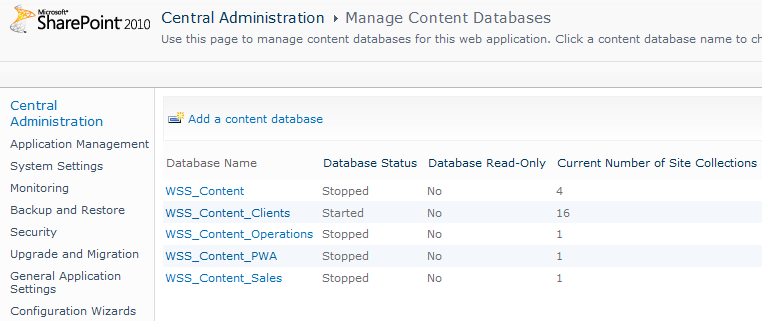 Microsoft
SharePoint 2010
Central Administration ▸ Manage Content Databases
Use this page to manage content databases for this web application. Click a content database name to ch
Central
Administration
Application Management
System Settings
Monitoring
Backup and Restore
Security
Upgrade and Migration
General Application
Settings
Configuration Wizards
Add a content database
Database Name Database Status Database Read-Only Current Number of Site Collections
WSS_Content Stopped No 4
WSS_Content_Clients Started No 16
WSS_Content_Operations Stopped No 1
WSS_Content_PWA Stopped No 1
WSS_Content_Sales Stopped No 1